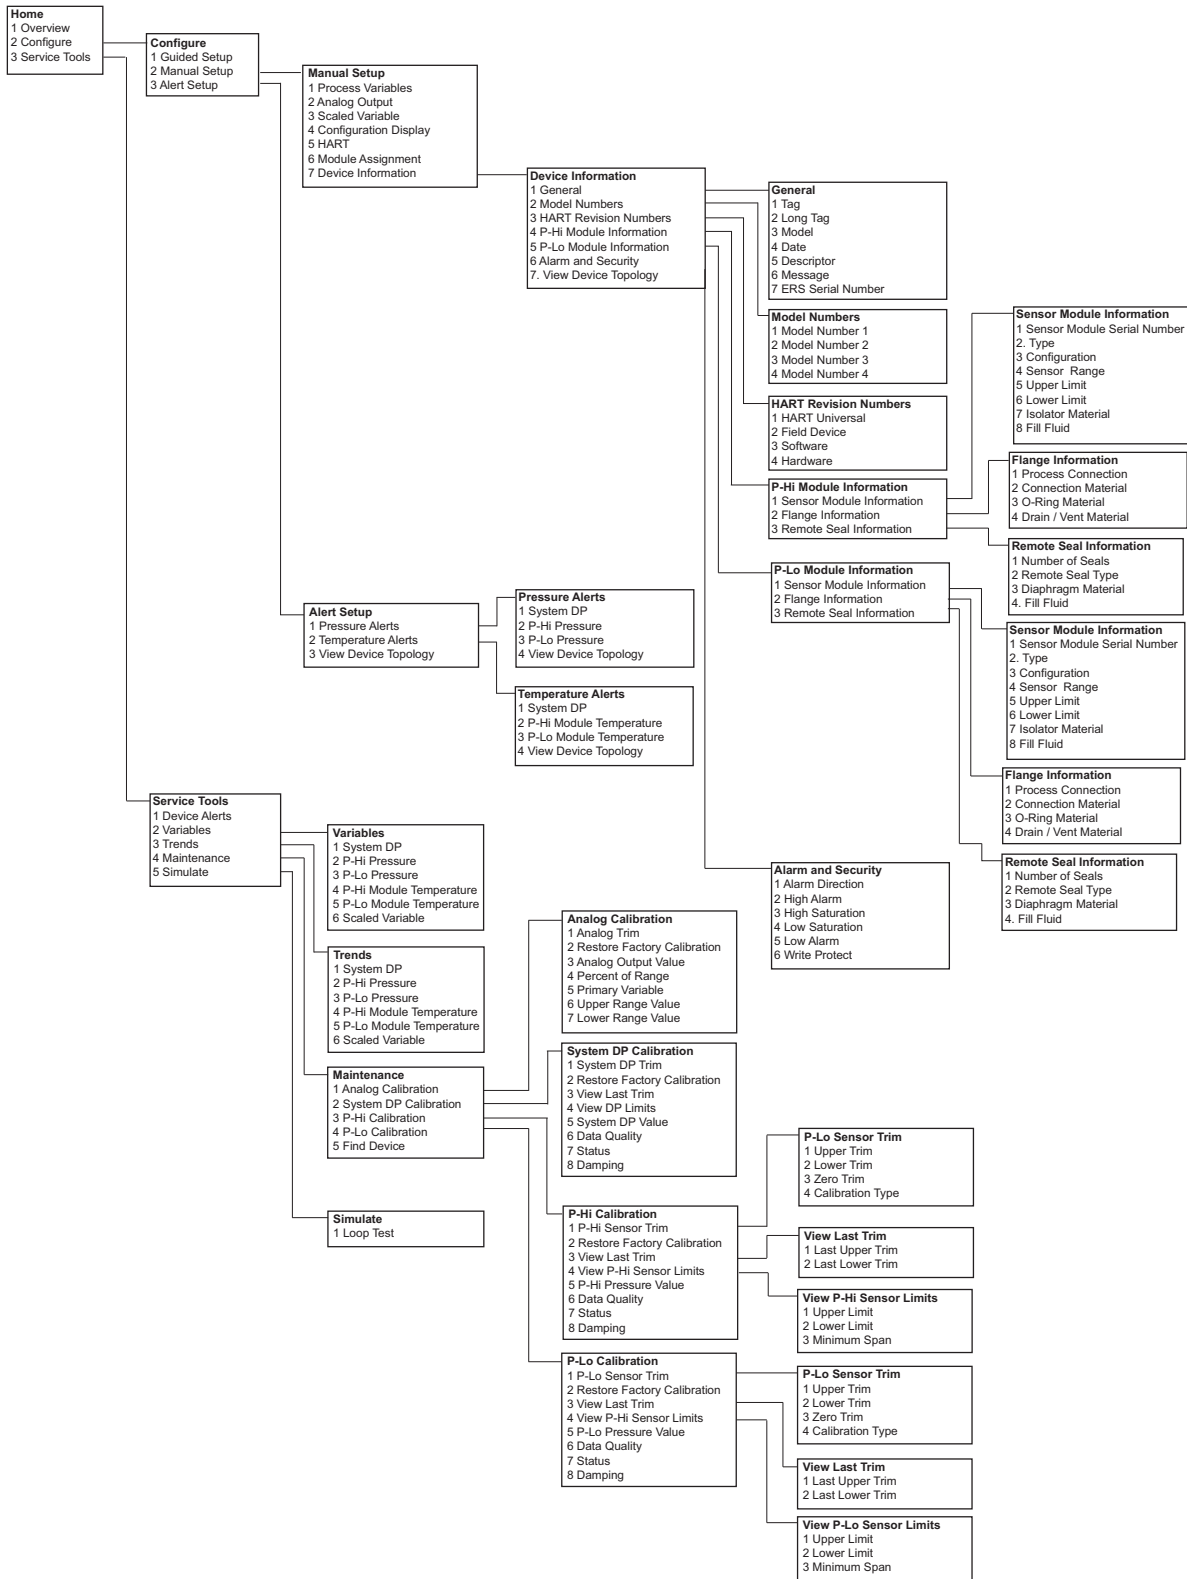 Home
1 Overview
2 Configure
3 Service Tools
Configure
1 Guided Setup
2 Manual Setup
3 Alert Setup
Manual Setup
1 Process Variables
2 Analog Output
3 Scaled Variable
4 Configuration Display
5 HART
6 Module Assignment
7 Device Information
Device Information
1 General
2 Model Numbers
3 HART Revision Numbers
4 P-Hi Module Information
5 P-Lo Module Information
6 Alarm and Security
7. View Device Topology
General
1 Tag
2 Long Tag
3 Model
4 Date
5 Descriptor
6 Message
7 ERS Serial Number
Model Numbers
1 Model Number 1
2 Model Number 2
3 Model Number 3
4 Model Number 4
HART Revision Numbers
1 HART Universal
2 Field Device
3 Software
4 Hardware
P-Hi Module Information
1 Sensor Module Information
2 Flange Information
3 Remote Seal Information
Sensor Module Information
1 Sensor Module Serial Number
2. Type
3 Configuration
4 Sensor Range
5 Upper Limit
6 Lower Limit
7 Isolator Material
8 Fill Fluid
Flange Information
1 Process Connection
2 Connection Material
3 O-Ring Material
4 Drain / Vent Material
Remote Seal Information
1 Number of Seals
2 Remote Seal Type
3 Diaphragm Material
4. Fill Fluid
P-Lo Module Information
1 Sensor Module Information
2 Flange Information
3 Remote Seal Information
Sensor Module Information
1 Sensor Module Serial Number
2. Type
3 Configuration
4 Sensor Range
5 Upper Limit
6 Lower Limit
7 Isolator Material
8 Fill Fluid
Flange Information
1 Process Connection
2 Connection Material
3 O-Ring Material
4 Drain / Vent Material
Remote Seal Information
1 Number of Seals
2 Remote Seal Type
3 Diaphragm Material
4. Fill Fluid
Alarm and Security
1 Alarm Direction
2 High Alarm
3 High Saturation
4 Low Saturation
5 Low Alarm
6 Write Protect
Alert Setup
1 Pressure Alerts
2 Temperature Alerts
3 View Device Topology
Pressure Alerts
1 System DP
2 P-Hi Pressure
3 P-Lo Pressure
4 View Device Topology
Temperature Alerts
1 System DP
2 P-Hi Module Temperature
3 P-Lo Module Temperature
4 View Device Topology
Service Tools
1 Device Alerts
2 Variables
3 Trends
4 Maintenance
5 Simulate
Variables
1 System DP
2 P-Hi Pressure
3 P-Lo Pressure
4 P-Hi Module Temperature
5 P-Lo Module Temperature
6 Scaled Variable
Trends
1 System DP
2 P-Hi Pressure
3 P-Lo Pressure
4 P-Hi Module Temperature
5 P-Lo Module Temperature
6 Scaled Variable
Maintenance
1 Analog Calibration
2 System DP Calibration
3 P-Hi Calibration
4 P-Lo Calibration
5 Find Device
Simulate
1 Loop Test
Analog Calibration
1 Analog Trim
2 Restore Factory Calibration
3 Analog Output Value
4 Percent of Range
5 Primary Variable
6 Upper Range Value
7 Lower Range Value
System DP Calibration
1 System DP Trim
2 Restore Factory Calibration
3 View Last Trim
4 View DP Limits
5 System DP Value
6 Data Quality
7 Status
8 Damping
P-Hi Calibration
1 P-Hi Sensor Trim
2 Restore Factory Calibration
3 View Last Trim
4 View P-Hi Sensor Limits
5 P-Hi Pressure Value
6 Data Quality
7 Status
8 Damping
P-Lo Sensor Trim
1 Upper Trim
2 Lower Trim
3 Zero Trim
4 Calibration Type
View Last Trim
1 Last Upper Trim
2 Last Lower Trim
View P-Hi Sensor Limits
1 Upper Limit
2 Lower Limit
3 Minimum Span
P-Lo Calibration
1 P-Lo Sensor Trim
2 Restore Factory Calibration
3 View Last Trim
4 View P-Hi Sensor Limits
5 P-Lo Pressure Value
6 Data Quality
7 Status
8 Damping
P-Lo Sensor Trim
1 Upper Trim
2 Lower Trim
3 Zero Trim
4 Calibration Type
View Last Trim
1 Last Upper Trim
2 Last Lower Trim
View P-Lo Sensor Limits
1 Upper Limit
2 Lower Limit
3 Minimum Span